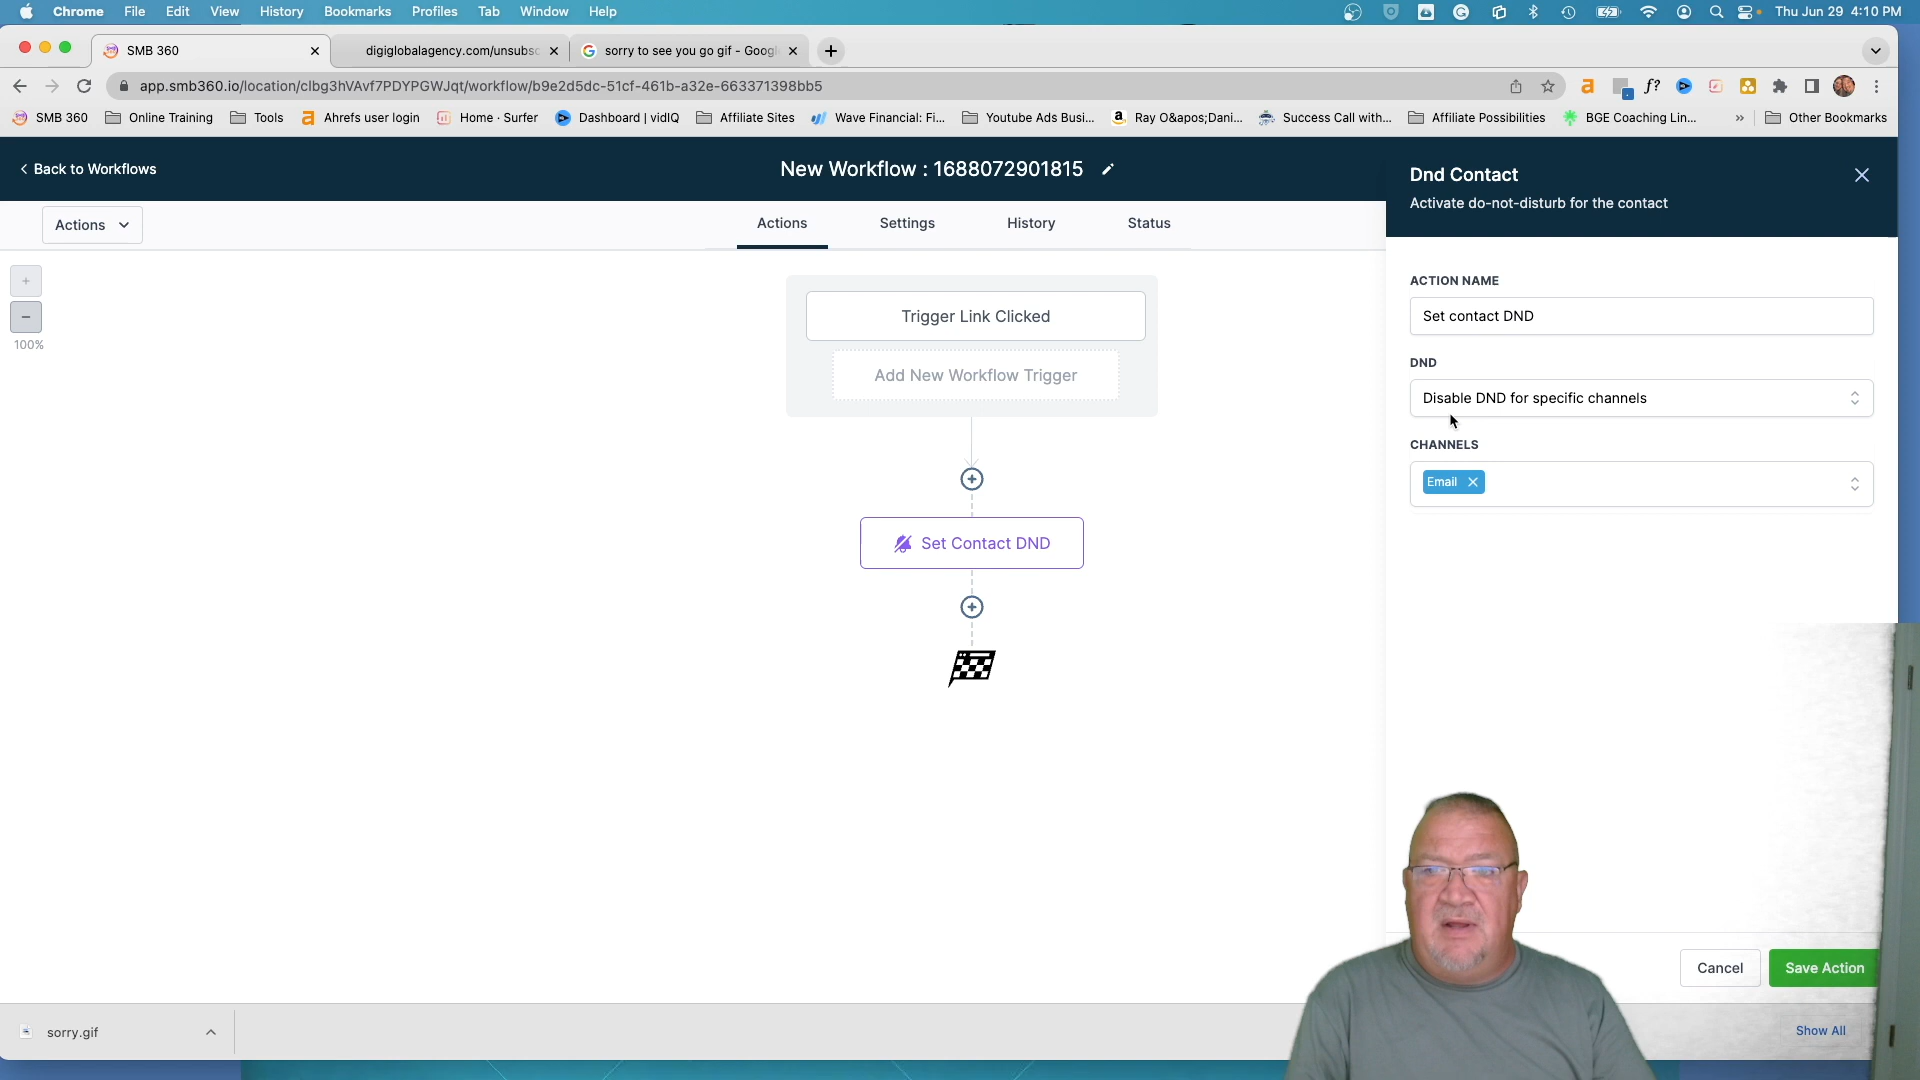 Chrome File Edit View History Bookmarks Profiles Tab Window Help Thu Jun 29 4:10 PM
SMB 360 digiglobalagency.com/unsubsc sorry to see you go gif - Googl
app.smb360.io/location/clbg3hVAvf7PDYPGWJqt/workflow/b9e2d5dc-51cf-461b-a32e-663371398bb5
SMB 360 Online Training Tools Ahrefs user login Home · Surfer Dashboard | vidIQ Affiliate Sites Wave Financial: Fi... Youtube Ads Busi... Ray O&apos;Dani... Success Call with... Affiliate Possibilities BGE Coaching Lin... » Other Bookmarks
Back to Workflows
New Workflow : 1688072901815
Dnd Contact
Activate do-not-disturb for the contact
Actions
Actions Settings History Status
+
−
100%
Trigger Link Clicked
Add New Workflow Trigger
Set Contact DND
ACTION NAME
Set contact DND
DND
Disable DND for specific channels
CHANNELS
Email
Cancel Save Action
sorry.gif
Show All